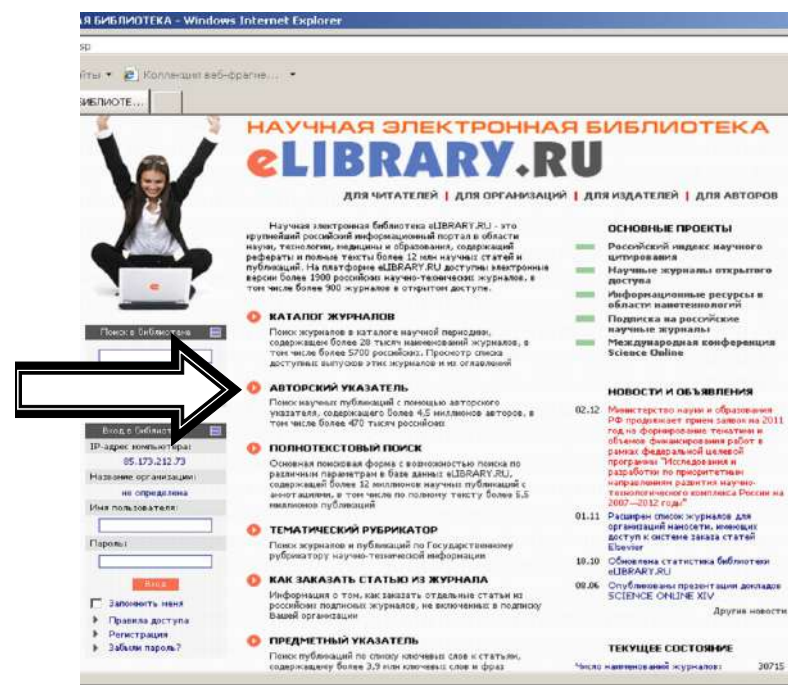 Я БИБЛИОТЕКА - Windows Internet Explorer
sp
йты
Коллекция веб-фрагме...
БИБЛИОТЕ...
НАУЧНАЯ ЭЛЕКТРОННАЯ БИБЛИОТЕКА
eLIBRARY.RU
ДЛЯ ЧИТАТЕЛЕЙ | ДЛЯ ОРГАНИЗАЦИЙ | ДЛЯ ИЗДАТЕЛЕЙ | ДЛЯ АВТОРОВ
Поиск в библиотеке
Вход в библиот
IP-адрес компьютера:
85.173.212.73
Название организации:
не определена
Имя пользователя:
Пароль:
Вход
Запомнить меня
Правила доступа
Регистрация
Забыли пароль?
Научная электронная библиотека eLIBRARY.RU - это
крупнейший российский информационный портал в области
науки, технологии, медицины и образования, содержащий
рефераты и полные тексты более 12 млн научных статей и
публикаций. На платформе eLIBRARY.RU доступны электронные
версии более 1900 российских научно-технических журналов, в
том числе более 900 журналов в открытом доступе.
КАТАЛОГ ЖУРНАЛОВ
Поиск журналов в каталоге научной периодики,
содержащем более 28 тысяч наименований журналов, в
том числе более 5700 российских. Просмотр списка
доступных выпусков этих журналов и их оглавлений
АВТОРСКИЙ УКАЗАТЕЛЬ
Поиск научных публикаций с помощью авторского
указателя, содержащего более 4,5 миллионов авторов, в
том числе более 470 тысяч российских
ПОЛНОТЕКСТОВЫЙ ПОИСК
Основная поисковая форма с возможностью поиска по
различным параметрам в базе данных eLIBRARY.RU,
содержащей более 12 миллионов научных публикаций с
аннотациями, в том числе по полному тексту более 5,5
миллионов публикаций
ТЕМАТИЧЕСКИЙ РУБРИКАТОР
Поиск журналов и публикаций по Государственному
рубрикатору научно-технической информации
КАК ЗАКАЗАТЬ СТАТЬЮ ИЗ ЖУРНАЛА
Информация о том, как заказать отдельные статьи из
российских подписных журналов, не включенных в подписку
Вашей организации
ПРЕДМЕТНЫЙ УКАЗАТЕЛЬ
Поиск публикаций по списку ключевых слов к статьям,
содержащему более 3,9 млн ключевых слов и фраз
ОСНОВНЫЕ ПРОЕКТЫ
Российский индекс научного
цитирования
Научные журналы открытого
доступа
Информационные ресурсы в
области нанотехнологий
Подписка на российские
научные журналы
Международная конференция
Science Online
НОВОСТИ И ОБЪЯВЛЕНИЯ
02.12 Министерство науки и образования
РФ продолжает прием заявок на 2011
год на формирование тематики и
объемов финансирования работ в
рамках федеральной целевой
программы "Исследования и
разработки по приоритетным
направлениям развития научно-
технологического комплекса России на
2007—2012 годы"
01.11 Расширен список журналов для
организаций наносети, имеющих
доступ к системе заказа статей
Elsevier
18.10 Обновлена статистика библиотеки
eLIBRARY.RU
08.06 Опубликованы презентации докладов
SCIENCE ONLINE XIV
Другие новости
ТЕКУЩЕЕ СОСТОЯНИЕ
Число наименований журналов: 30715